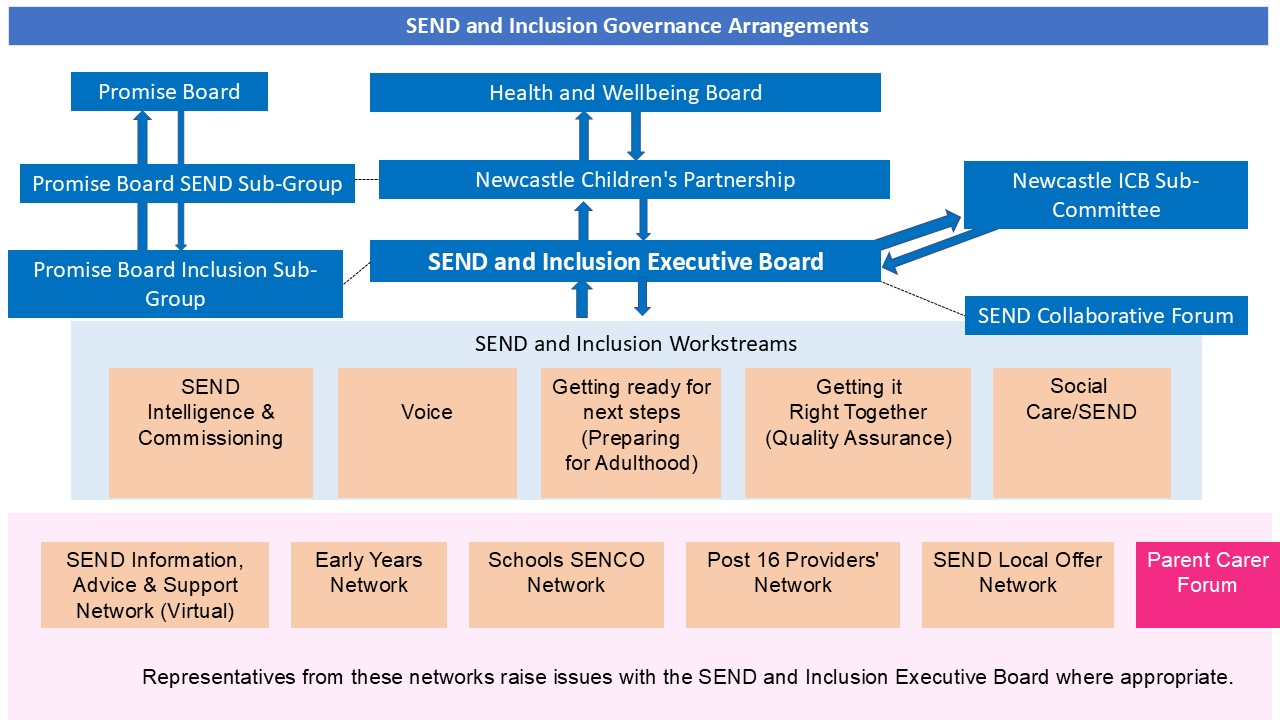 SEND and Inclusion Governance Arrangements
Promise Board
Health and Wellbeing Board
Promise Board SEND Sub-Group
Newcastle Children's Partnership
Newcastle ICB Sub-
Committee
SEND and Inclusion Executive Board
Promise Board Inclusion Sub-
Group
SEND Collaborative Forum
SEND and Inclusion Workstreams
SEND
Intelligence &
Commissioning
Voice
Getting ready for
next steps
(Preparing
for Adulthood)
Getting it
Right Together
(Quality Assurance)
Social
Care/SEND
SEND Information,
Advice & Support
Network (Virtual)
Early Years
Network
Schools SENCO
Network
Post 16 Providers'
Network
SEND Local Offer
Network
Parent Carer
Forum
Representatives from these networks raise issues with the SEND and Inclusion Executive Board where appropriate.